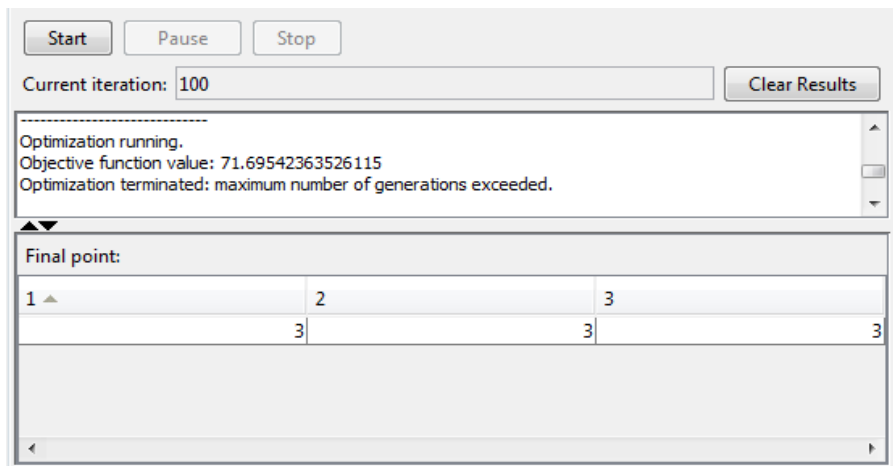 Start Pause Stop
Current iteration: 100 Clear Results
-----------------------------
Optimization running.
Objective function value: 71.69542363526115
Optimization terminated: maximum number of generations exceeded.
Final point:
1 2 3
3 3 3